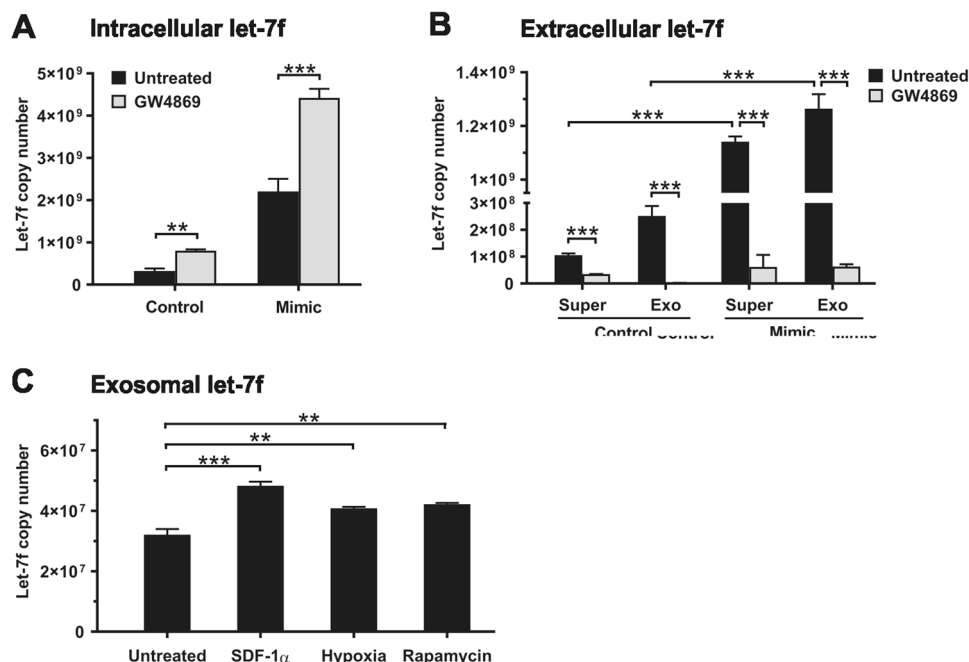 A Intracellular let-7f
Let-7f copy number
5×10⁹
4×10⁹
3×10⁹
2×10⁹
1×10⁹
0
Untreated
GW4869
**
***
Control Mimic
B Extracellular let-7f
Let-7f copy number
1.4×10⁹
1.2×10⁹
1×10⁹
3×10⁸
2×10⁸
1×10⁸
0
Untreated
GW4869
*** ***
*** ***
***
***
Super Exo Super Exo
Control Control Mimic Mimic
C Exosomal let-7f
Let-7f copy number
6×10⁷
4×10⁷
2×10⁷
0
**
**
***
Untreated SDF-1α Hypoxia Rapamycin